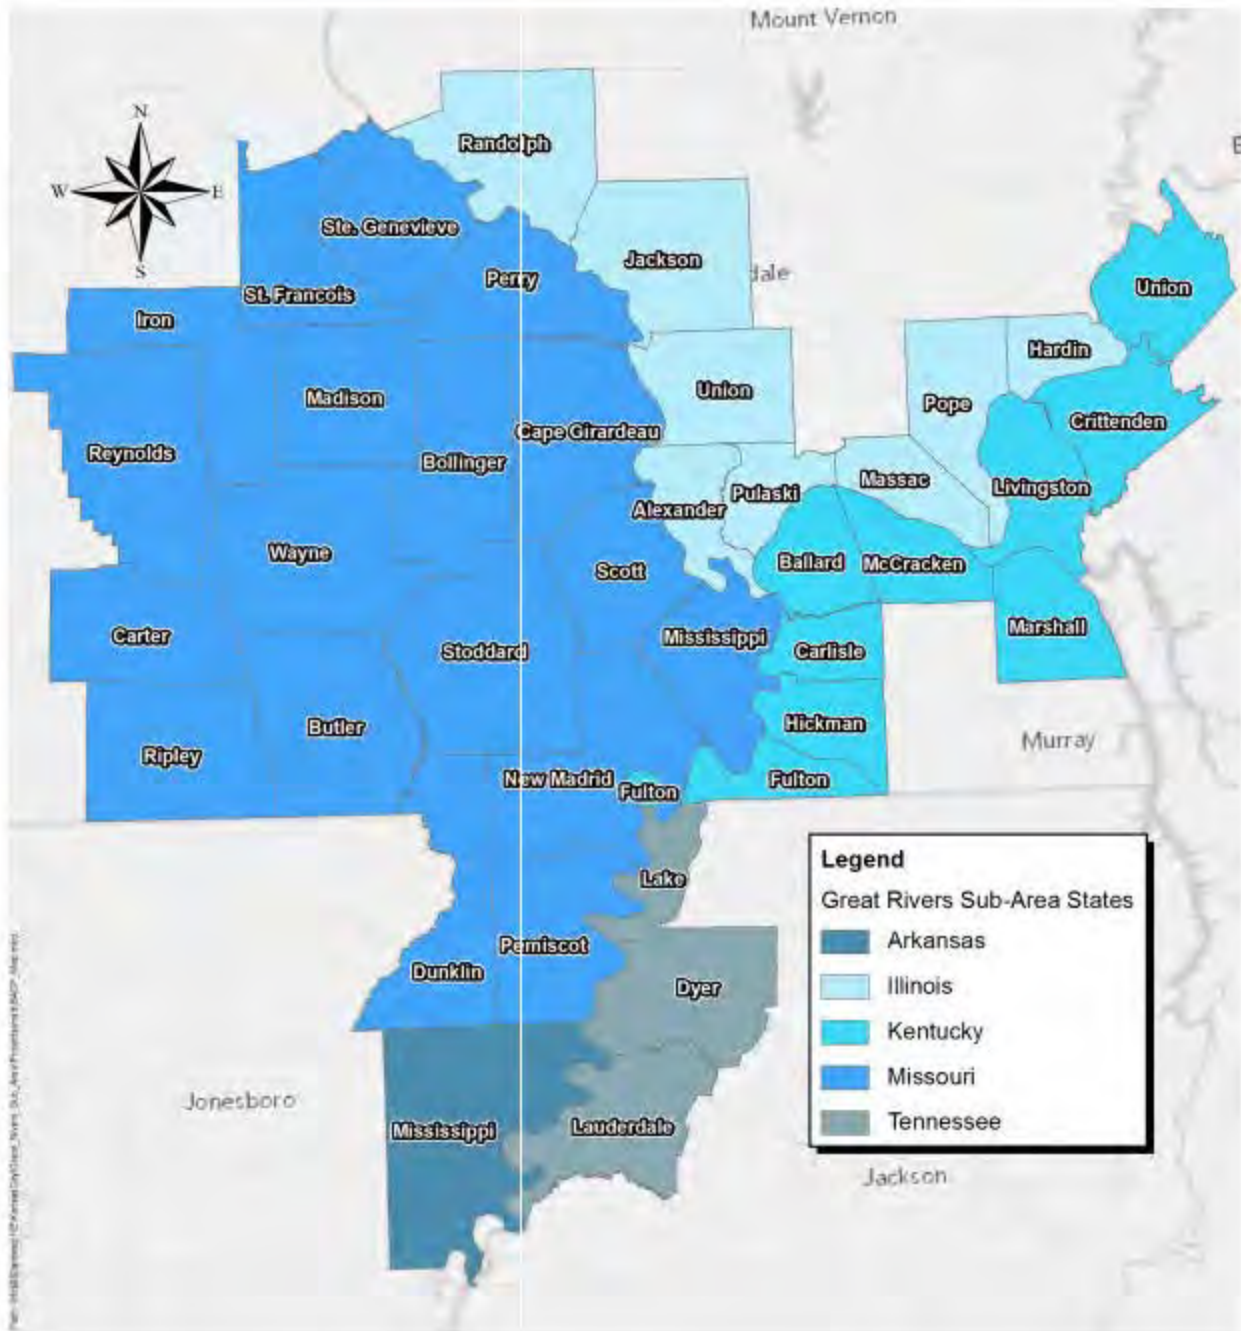 Mount Vernon
N
Randolph
E
W
E
Ste. Genevieve
S
Jackson
dale
Perry
Union
St. Francois
Iron
Hardin
Madison
Union
Pope
Crittenden
Cape Girardeau
Reynolds
Bollinger
Massac
Livingston
Pulaski
Alexander
Wayne
Ballard
McCracken
Scott
Marshall
Carter
Mississippi
Carlisle
Stoddard
Hickman
Butler
Murray
Ripley
New Madrid
Fulton
Fulton
Legend
Great Rivers Sub-Area States
Arkansas
Illinois
Kentucky
Missouri
Tennessee
Lake
Pemiscot
Dunklin
Dyer
Jonesboro
Mississippi
Lauderdale
Jackson